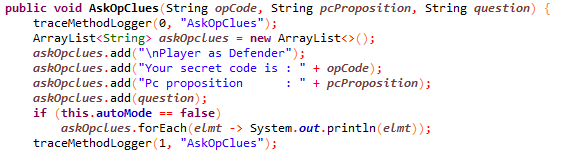 public void AskOpClues(String opCode, String pcProposition, String question) {
    traceMethodLogger(0, "AskOpClues");
    ArrayList<String> askOpclues = new ArrayList<>();
    askOpclues.add("\nPlayer as Defender");
    askOpclues.add("Your secret code is : " + opCode);
    askOpclues.add("Pc proposition      : " + pcProposition);
    askOpclues.add(question);
    if (this.autoMode == false)
        askOpclues.forEach(elmt -> System.out.println(elmt));
    traceMethodLogger(1, "AskOpClues");